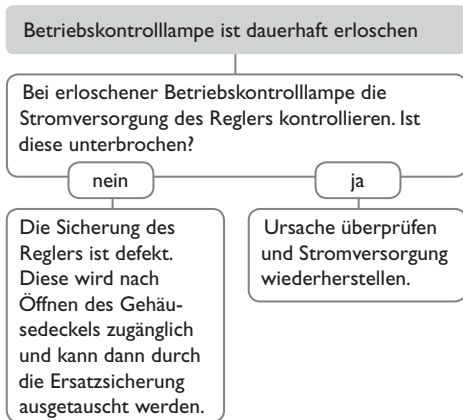 Betriebskontrolllampe ist dauerhaft erloschen
Bei erloschener Betriebskontrolllampe die
Stromversorgung des Reglers kontrollieren. Ist
diese unterbrochen?
nein
ja
Die Sicherung des
Reglers ist defekt.
Diese wird nach
Öffnen des Gehäu-
sedeckels zugänglich
und kann dann durch
die Ersatzsicherung
ausgetauscht werden.
Ursache überprüfen
und Stromversorgung
wiederherstellen.